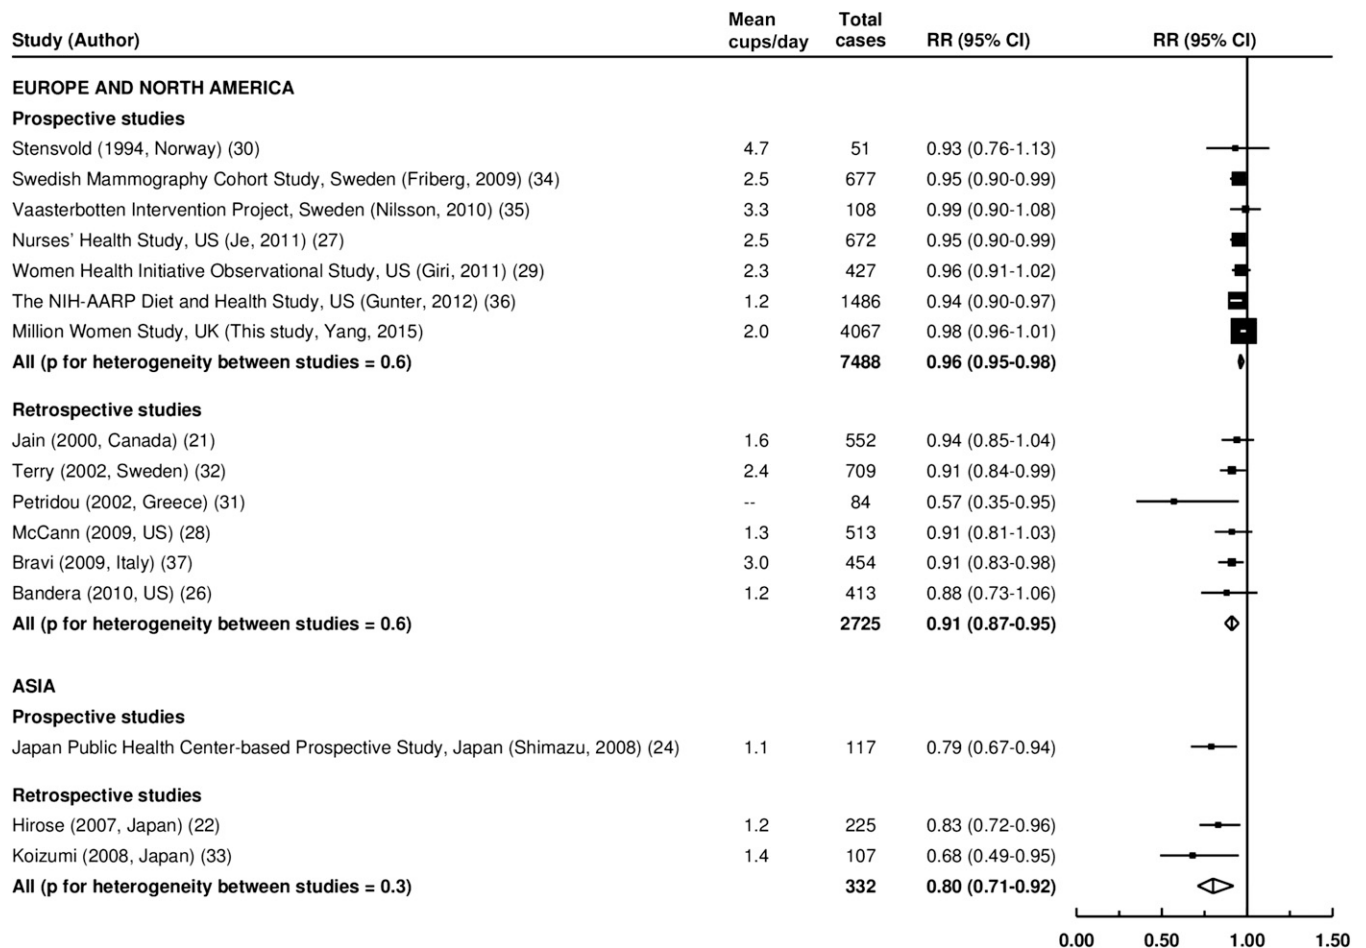 Mean Total
Study (Author) cups/day cases RR (95% CI) RR (95% CI)
EUROPE AND NORTH AMERICA
Prospective studies
Stensvold (1994, Norway) (30) 4.7 51 0.93 (0.76-1.13)
Swedish Mammography Cohort Study, Sweden (Friberg, 2009) (34) 2.5 677 0.95 (0.90-0.99)
Vaasterbotten Intervention Project, Sweden (Nilsson, 2010) (35) 3.3 108 0.99 (0.90-1.08)
Nurses' Health Study, US (Je, 2011) (27) 2.5 672 0.95 (0.90-0.99)
Women Health Initiative Observational Study, US (Giri, 2011) (29) 2.3 427 0.96 (0.91-1.02)
The NIH-AARP Diet and Health Study, US (Gunter, 2012) (36) 1.2 1486 0.94 (0.90-0.97)
Million Women Study, UK (This study, Yang, 2015) 2.0 4067 0.98 (0.96-1.01)
All (p for heterogeneity between studies = 0.6) 7488 0.96 (0.95-0.98)
Retrospective studies
Jain (2000, Canada) (21) 1.6 552 0.94 (0.85-1.04)
Terry (2002, Sweden) (32) 2.4 709 0.91 (0.84-0.99)
Petridou (2002, Greece) (31) -- 84 0.57 (0.35-0.95)
McCann (2009, US) (28) 1.3 513 0.91 (0.81-1.03)
Bravi (2009, Italy) (37) 3.0 454 0.91 (0.83-0.98)
Bandera (2010, US) (26) 1.2 413 0.88 (0.73-1.06)
All (p for heterogeneity between studies = 0.6) 2725 0.91 (0.87-0.95)
ASIA
Prospective studies
Japan Public Health Center-based Prospective Study, Japan (Shimazu, 2008) (24) 1.1 117 0.79 (0.67-0.94)
Retrospective studies
Hirose (2007, Japan) (22) 1.2 225 0.83 (0.72-0.96)
Koizumi (2008, Japan) (33) 1.4 107 0.68 (0.49-0.95)
All (p for heterogeneity between studies = 0.3) 332 0.80 (0.71-0.92)
0.00 0.50 1.00 1.50